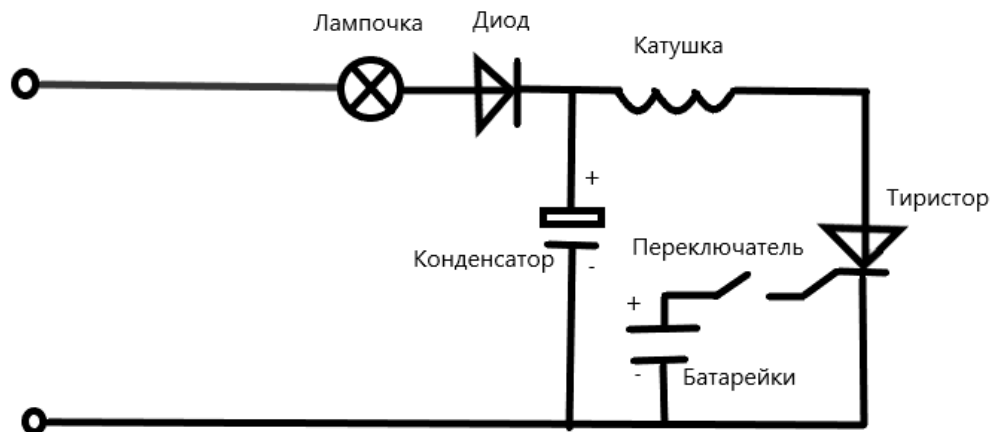 Лампочка
Диод
Катушка
+
Конденсатор
-
Переключатель
Тиристор
+
-
Батарейки